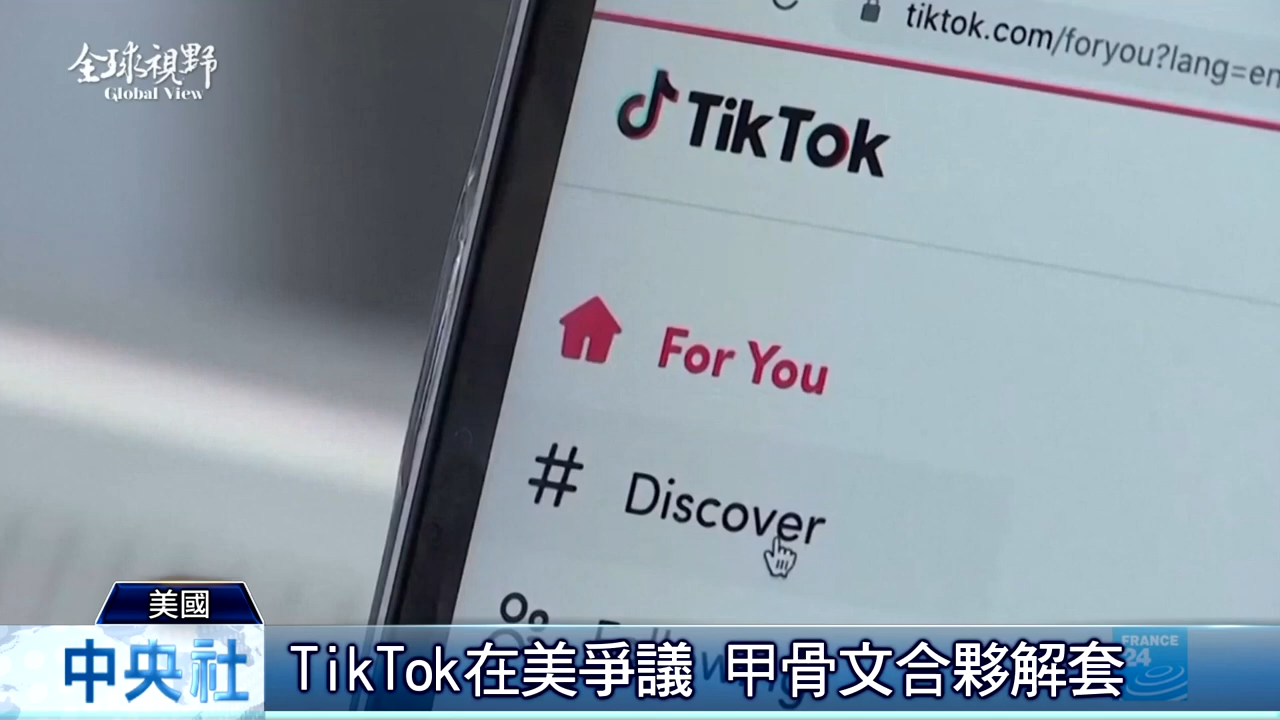 全球視野
Global View
tiktok.com/foryou?lang=en
TikTok
For You
# Discover
美國
中央社
TikTok在美爭議 甲骨文合夥解套
FRANCE
24